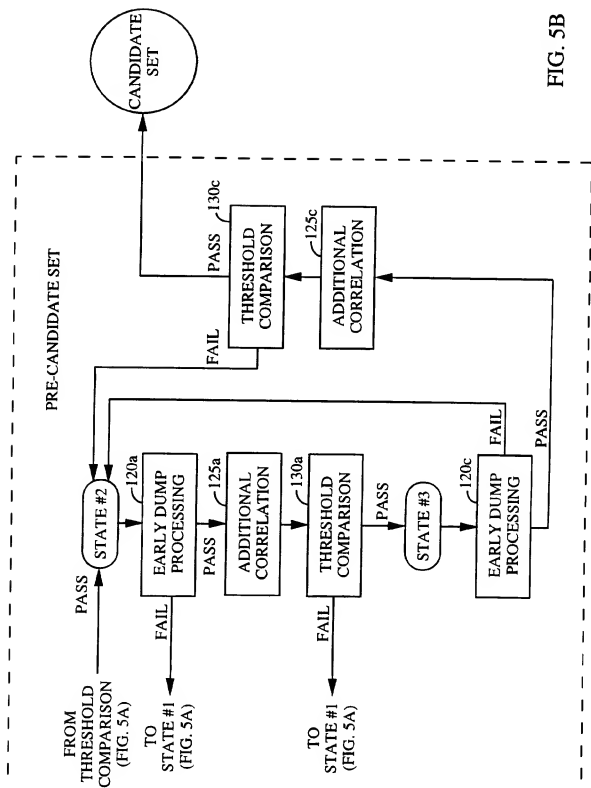 PRE-CANDIDATE SET
FROM
THRESHOLD
COMPARISON
(FIG. 5A)
PASS
STATE #2
120a
EARLY DUMP
PROCESSING
FAIL
TO
STATE #1
(FIG. 5A)
PASS
125a
ADDITIONAL
CORRELATION
130a
THRESHOLD
COMPARISON
FAIL
TO
STATE #1
(FIG. 5A)
PASS
STATE #3
120c
EARLY DUMP
PROCESSING
FAIL
PASS
125c
ADDITIONAL
CORRELATION
130c
THRESHOLD
COMPARISON
FAIL
PASS
CANDIDATE
SET
FIG. 5B